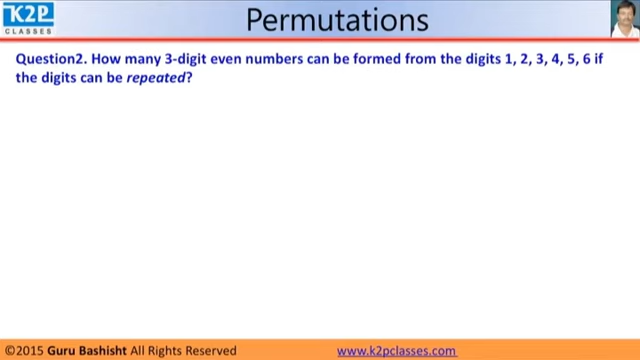 K2P
CLASSES
Permutations
Question2. How many 3-digit even numbers can be formed from the digits 1, 2, 3, 4, 5, 6 if
the digits can be repeated?
©2015 Guru Bashisht All Rights Reserved
www.k2pclasses.com